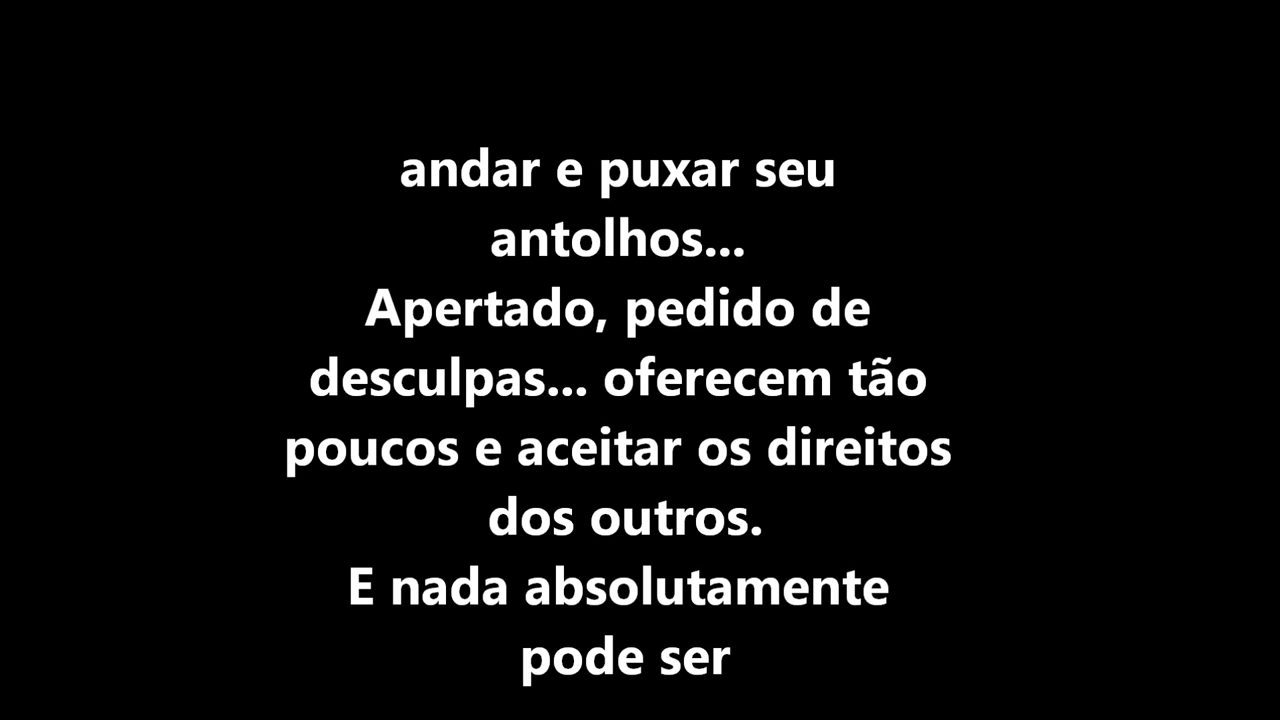 andar e puxar seu
antolhos...
Apertado, pedido de
desculpas... oferecem tão
poucos e aceitar os direitos
dos outros.
E nada absolutamente
pode ser